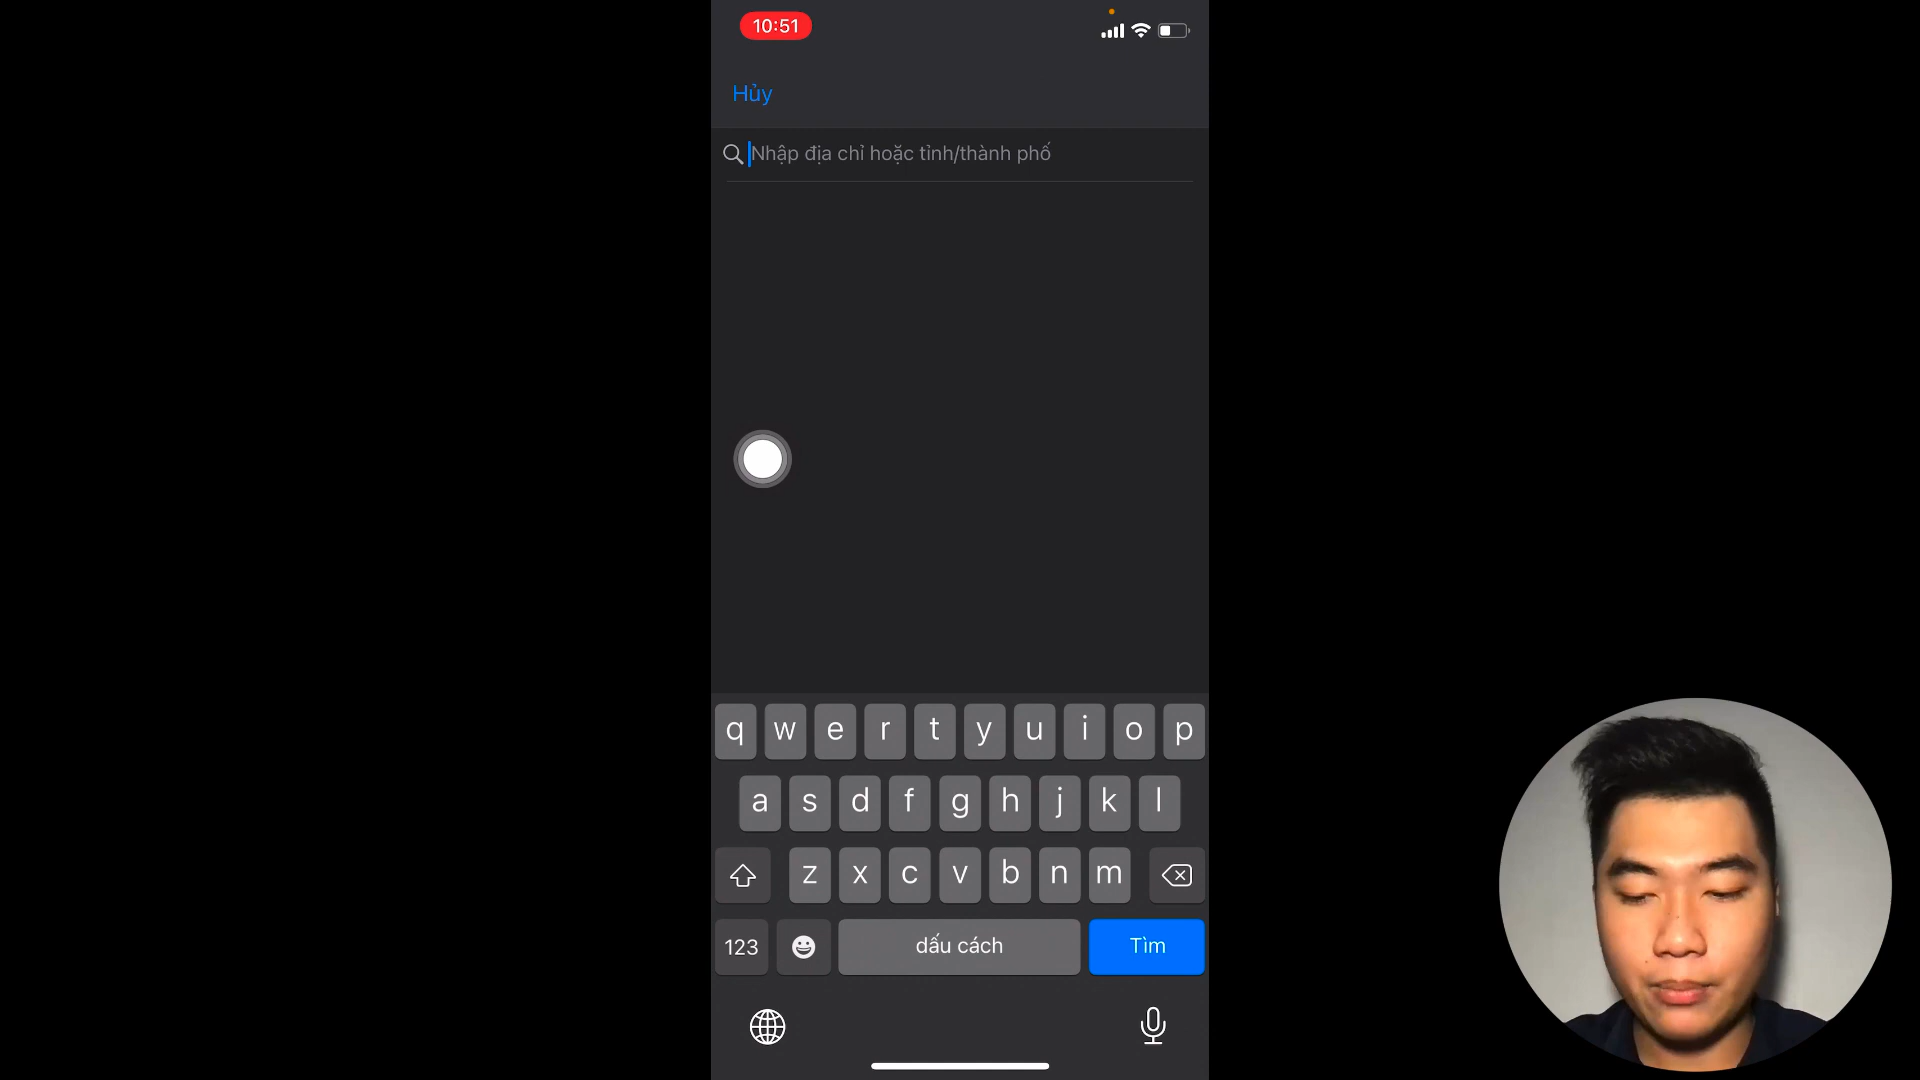 10:51
Hủy
Nhập địa chỉ hoặc tỉnh/thành phố
q w e r t y u i o p
a s d f g h j k l
z x c v b n m
123 dấu cách Tìm